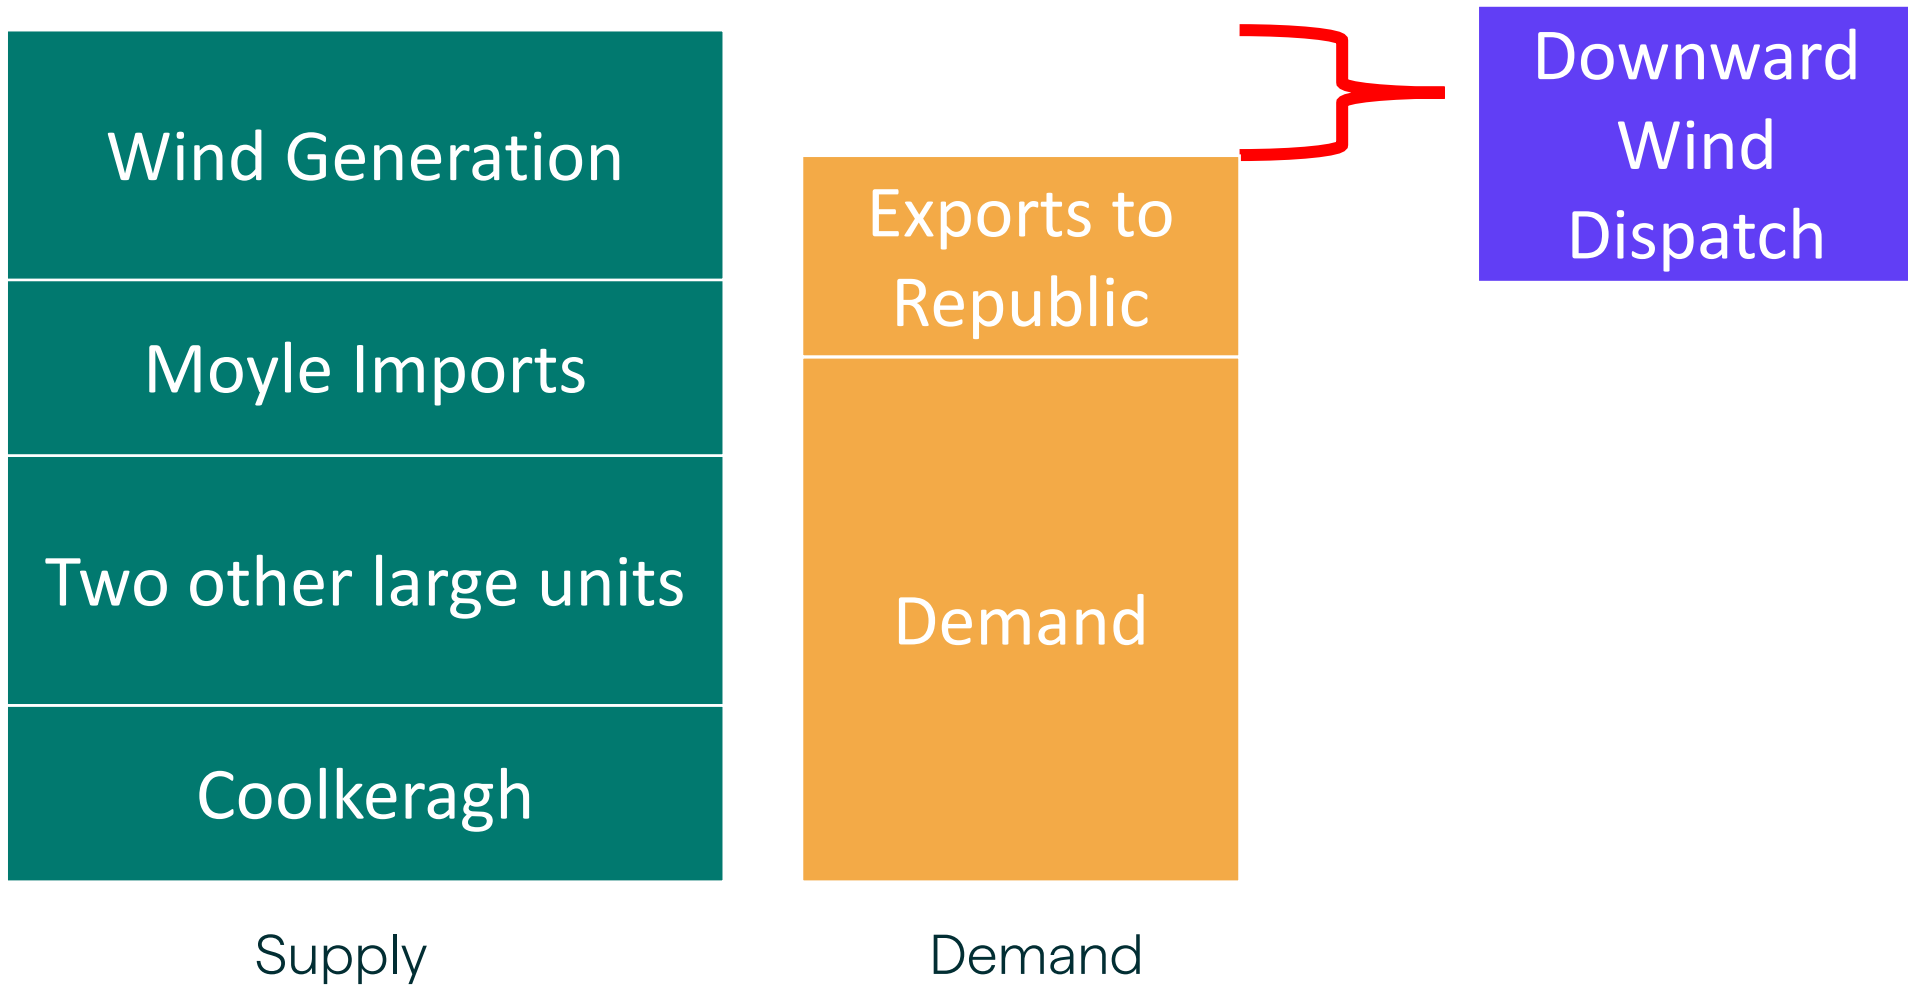 Wind Generation
Moyle Imports
Two other large units
Coolkeragh
Supply
Exports to
Republic
Demand
Demand
Downward
Wind
Dispatch